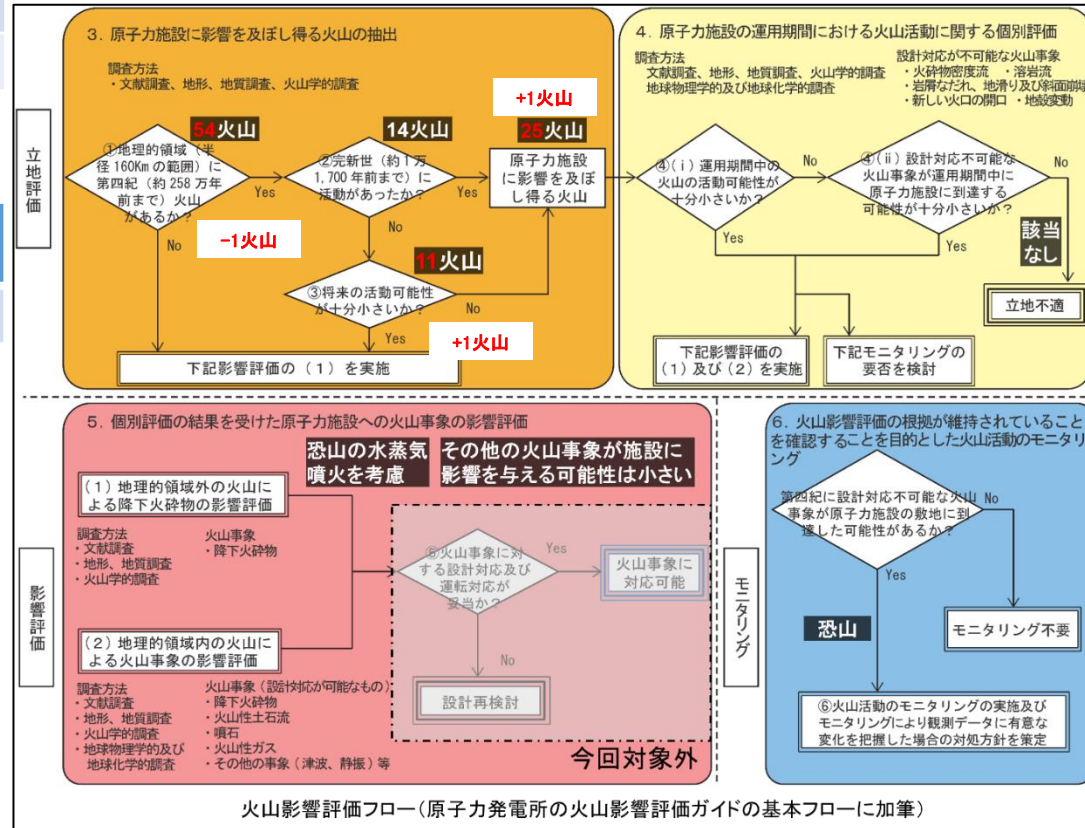 3. 原子力施設に影響を及ぼし得る火山の抽出
調査方法
・文献調査、地形、地質調査、火山学的調査
立地評価
54火山
①地理的領域（半
径 160Kmの範囲）に
第四紀（約 258 万年
前まで）火山
があるか？
Yes
No
-1火山
14火山
②完新世（約１万
1,700 年前まで）に
活動があったか？
Yes
No
11火山
③将来の活動可能性
が十分小さいか？
No
Yes
+1火山
+1火山
25火山
原子力施設
に影響を及ぼ
し得る火山
下記影響評価の（１）を実施
4. 原子力施設の運用期間における火山活動に関する個別評価
調査方法
文献調査、地形、地質調査、火山学的調査
地球物理学的及び地球化学的調査
設計対応が不可能な火山事象
・火砕物密度流 ・溶岩流
・岩屑なだれ、地滑り及び斜面崩壊
・新しい火口の開口 ・地殻変動
④(ⅰ) 運用期間中の
火山の活動可能性が
十分小さいか？
No
Yes
④(ⅱ) 設計対応不可能な
火山事象が運用期間中に
原子力施設に到達する
可能性が十分小さいか？
Yes
No
該当
なし
立地不適
下記影響評価の
（１）及び（２）を実施
下記モニタリングの
要否を検討
5. 個別評価の結果を受けた原子力施設への火山事象の影響評価
影響評価
恐山の水蒸気
噴火を考慮
その他の火山事象が施設に
影響を与える可能性は小さい
（１）地理的領域外の火山に
よる降下火砕物の影響評価
調査方法
・文献調査
・地形、地質調査
・火山学的調査
火山事象
・降下火砕物
（２）地理的領域内の火山に
よる火山事象の影響評価
調査方法
・文献調査
・地形、地質調査
・火山学的調査
・地球物理学的及び
地球化学的調査
火山事象（設計対応が可能なもの）
・降下火砕物
・火山性土石流
・噴石
・火山性ガス
・その他の事象（津波、静振）等
⑤火山事象に対
する設計対応及び
運転対応が
妥当か？
Yes
火山事象に
対応可能
No
設計再検討
今回対象外
6. 火山影響評価の根拠が維持されていること
を確認することを目的とした火山活動のモニタリ
ング
モニタリング
第四紀に設計対応不可能な火山
事象が原子力施設の敷地に到
達した可能性があるか？
No
Yes
恐山
モニタリング不要
⑥火山活動のモニタリングの実施及び
モニタリングにより観測データに有意な
変化を把握した場合の対処方針を策定
火山影響評価フロー（原子力発電所の火山影響評価ガイドの基本フローに加筆）